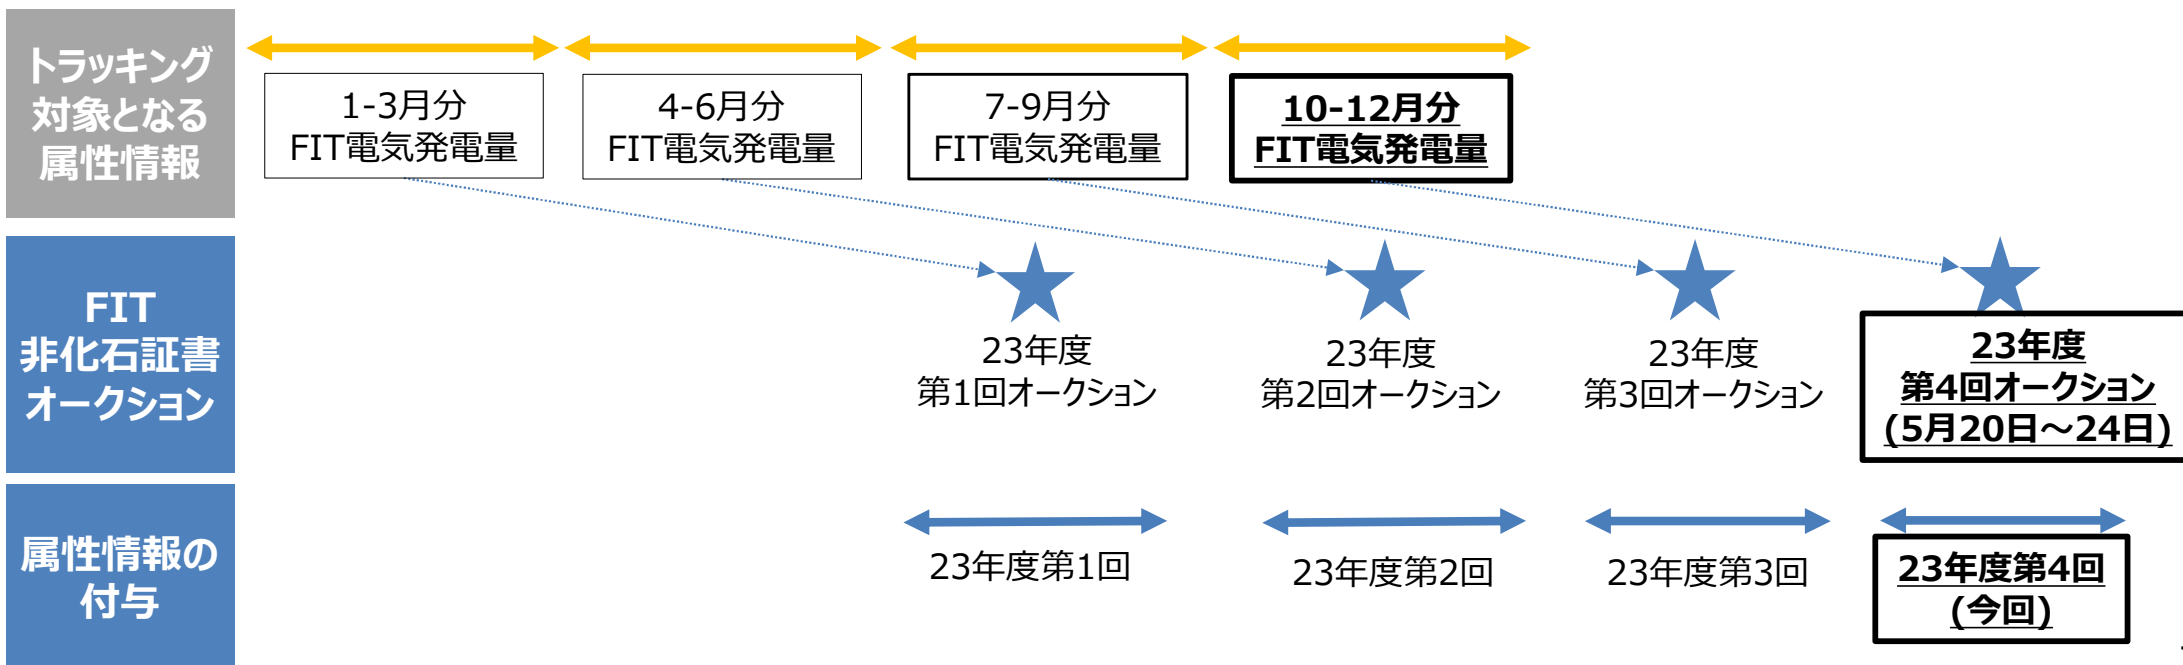 トラッキング
対象となる
属性情報
1-3月分
FIT電気発電量
4-6月分
FIT電気発電量
7-9月分
FIT電気発電量
10-12月分
FIT電気発電量
FIT
非化石証書
オークション
23年度
第1回オークション
23年度
第2回オークション
23年度
第3回オークション
23年度
第4回オークション
(5月20日～24日)
属性情報の
付与
23年度第1回
23年度第2回
23年度第3回
23年度第4回
(今回)